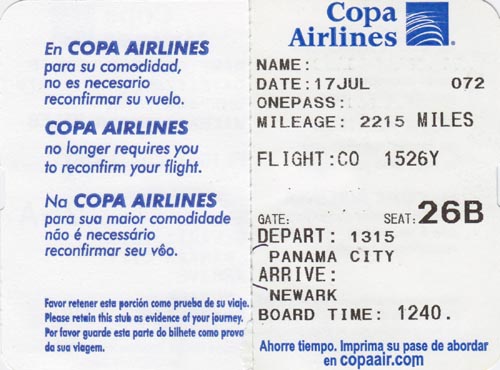 En COPA AIRLINES
para su comodidad,
no es necesario
reconfirmar su vuelo.
COPA AIRLINES
no longer requires you
to reconfirm your flight.
Na COPA AIRLINES
para sua maior comodidade
não é necessário
reconfirmar seu vôo.
Favor retener esta porción como prueba de su viaje.
Please retain this stub as evidence of your journey.
Por favor guarde esta parte do bilhete como prova
da sua viagem.
Copa
Airlines
NAME:
DATE:17JUL 072
ONEPASS:
MILEAGE: 2215 MILES
FLIGHT:CO 1526Y
GATE: SEAT: 26B
DEPART: 1315
PANAMA CITY
ARRIVE:
NEWARK
BOARD TIME: 1240.
Ahorre tiempo. Imprima su pase de abordar
en copaair.com